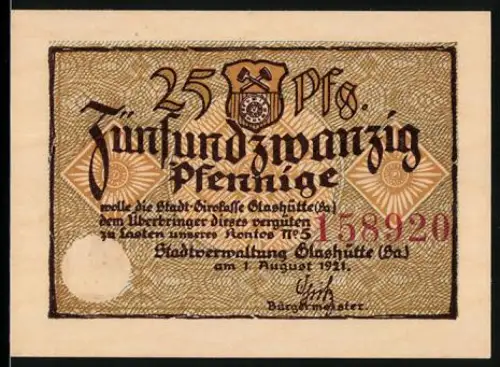 25 Pfg.
Fünfundzwanzig
Pfennige
wolle die Stadt-Girokasse Glashütte (Sa.)
dem Überbringer dieses vergüten
zu Lasten unseres Kontos No 5
158920
Stadtverwaltung Glashütte (Sa.)
am 1. August 1921.
Bürgermeister.